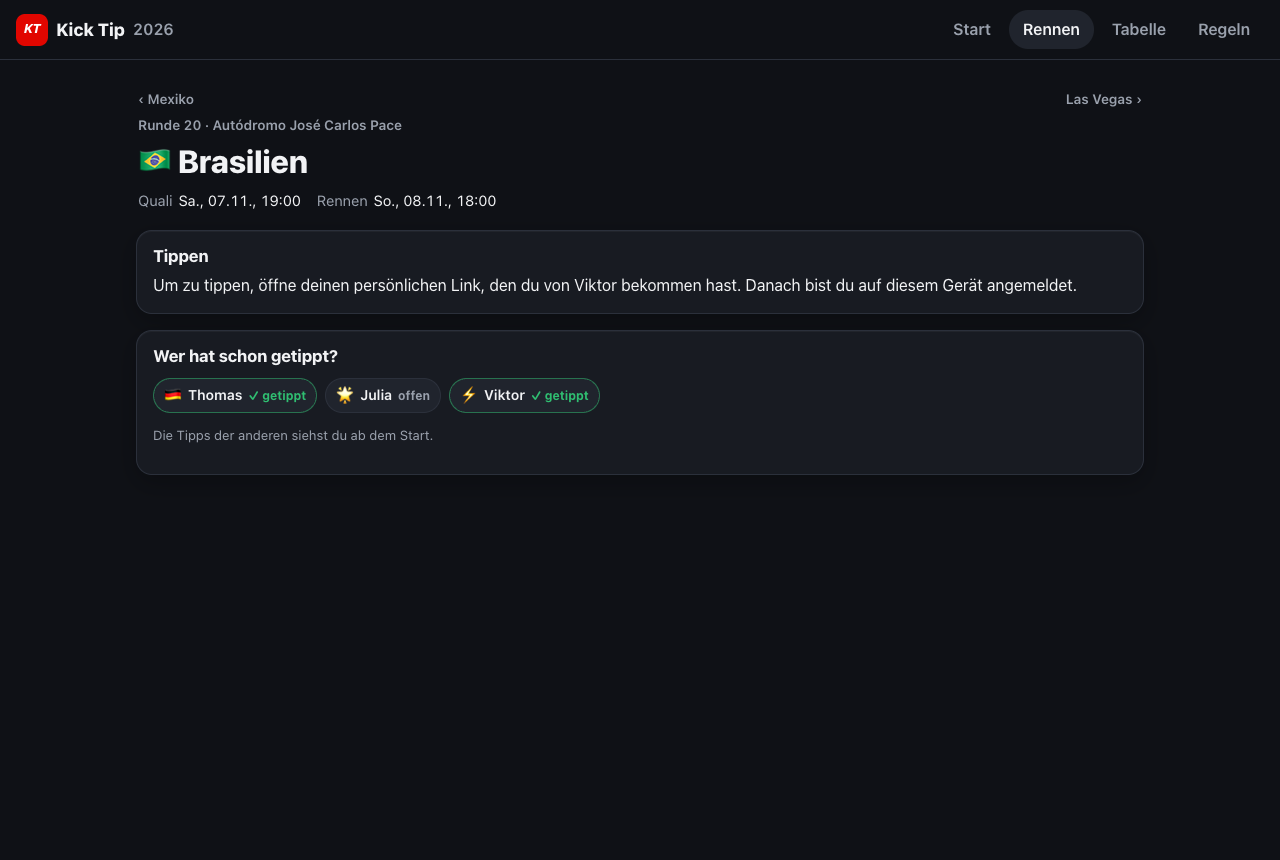 KT Kick Tip 2026 Start Rennen Tabelle Regeln
‹ Mexiko Las Vegas ›
Runde 20 · Autódromo José Carlos Pace
🇧🇷 Brasilien
Quali Sa., 07.11., 19:00 Rennen So., 08.11., 18:00
Tippen
Um zu tippen, öffne deinen persönlichen Link, den du von Viktor bekommen hast. Danach bist du auf diesem Gerät angemeldet.
Wer hat schon getippt?
🇩🇪 Thomas ✓ getippt 🌟 Julia offen ⚡ Viktor ✓ getippt
Die Tipps der anderen siehst du ab dem Start.